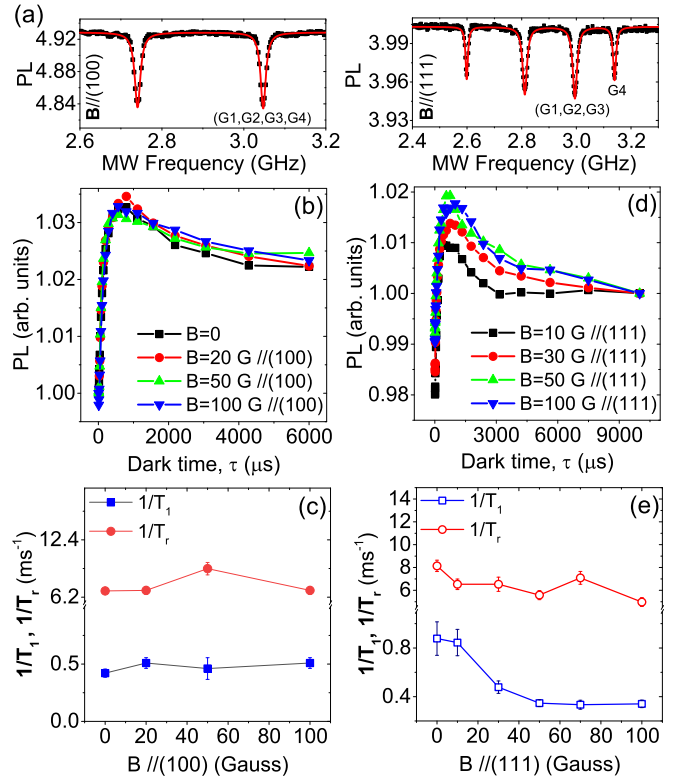 (a)
4.92
4.88
4.84
PL
B//(100)
(G1,G2,G3,G4)
2.6 2.8 3.0 3.2
MW Frequency (GHz)
3.99
3.96
3.93
PL
B//(111)
(G1,G2,G3)
G4
2.4 2.6 2.8 3.0 3.2
MW Frequency (GHz)
(b)
1.03
1.02
1.01
1.00
PL (arb. units)
B=0
B=20 G //(100)
B=50 G //(100)
B=100 G //(100)
0 2000 4000 6000
Dark time, τ (μs)
(d)
1.02
1.01
1.00
0.99
0.98
PL (arb. units)
B=10 G //(111)
B=30 G //(111)
B=50 G //(111)
B=100 G //(111)
0 3000 6000 9000
Dark time, τ (μs)
(c)
1/T₁
1/Tᵣ
12.4
6.2
0.5
0.0
1/T₁, 1/Tᵣ (ms⁻¹)
0 20 40 60 80 100
B //(100) (Gauss)
(e)
1/T₁
1/Tᵣ
14
12
10
8
6
0.8
0.4
1/T₁, 1/Tᵣ (ms⁻¹)
0 20 40 60 80 100
B //(111) (Gauss)